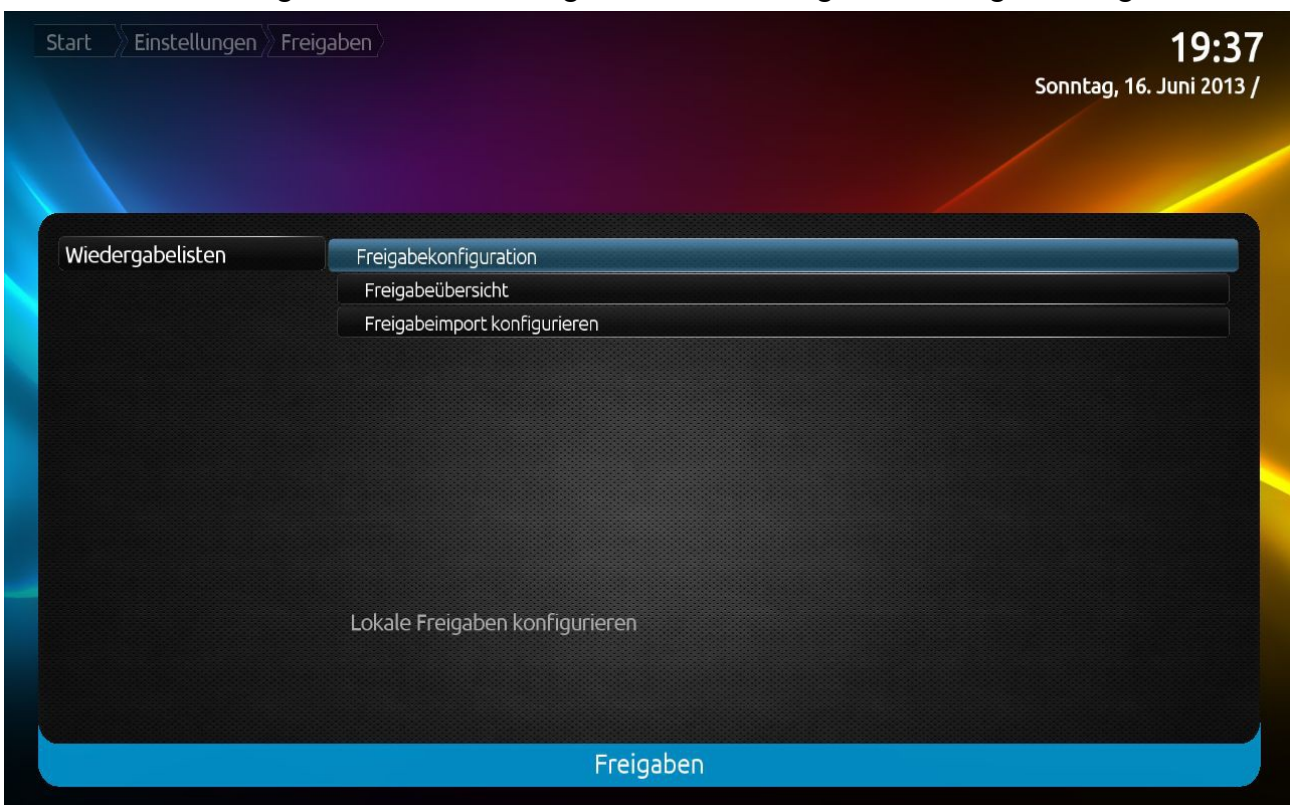 Start Einstellungen Freigaben
19:37
Sonntag, 16. Juni 2013 /
Wiedergabelisten
Freigabekonfiguration
Freigabeübersicht
Freigabeimport konfigurieren
Lokale Freigaben konfigurieren
Freigaben